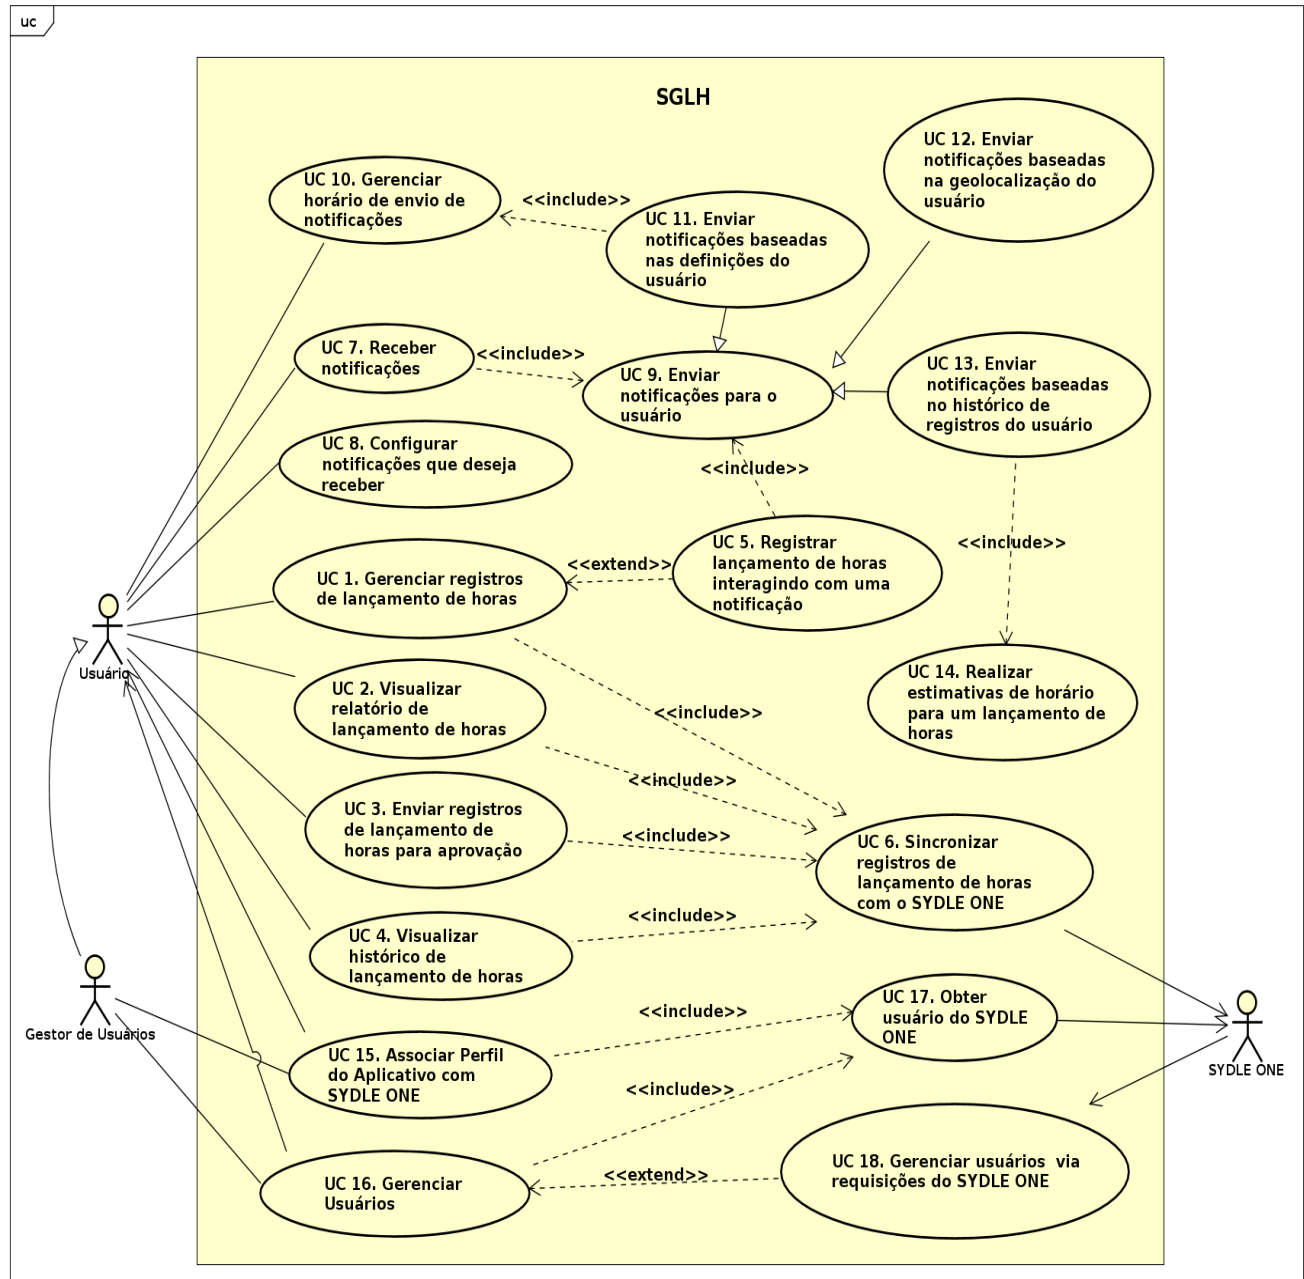 uc
SGLH
UC 12. Enviar
notificações baseadas
na geolocalização do
usuário
UC 10. Gerenciar
horário de envio de
notificações
<<include>>
UC 11. Enviar
notificações baseadas
nas definições do
usuário
UC 7. Receber
notificações
<<include>>
UC 9. Enviar
notificações para o
usuário
UC 13. Enviar
notificações baseadas
no histórico de
registros do usuário
UC 8. Configurar
notificações que deseja
receber
<<include>>
<<include>>
UC 1. Gerenciar registros
de lançamento de horas
<<extend>>
UC 5. Registrar
lançamento de horas
interagindo com uma
notificação
Usuário
UC 2. Visualizar
relatório de
lançamento de horas
<<include>>
UC 14. Realizar
estimativas de horário
para um lançamento de
horas
<<include>>
UC 3. Enviar registros
de lançamento de
horas para aprovação
<<include>>
UC 6. Sincronizar
registros de
lançamento de horas
com o SYDLE ONE
UC 4. Visualizar
histórico de
lançamento de horas
<<include>>
Gestor de Usuários
UC 17. Obter
usuário do SYDLE
ONE
<<include>>
SYDLE ONE
UC 15. Associar Perfil
do Aplicativo com
SYDLE ONE
<<include>>
UC 16. Gerenciar
Usuários
<<extend>>
UC 18. Gerenciar usuários  via
requisições do SYDLE ONE